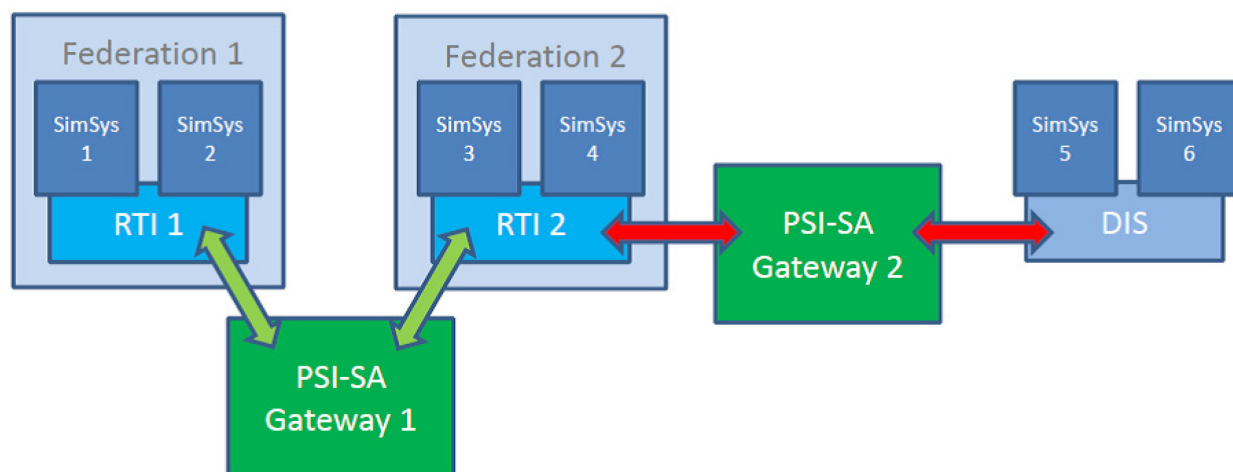 Federation 1
SimSys
1
SimSys
2
RTI 1
Federation 2
SimSys
3
SimSys
4
RTI 2
PSI-SA
Gateway 2
SimSys
5
SimSys
6
DIS
PSI-SA
Gateway 1